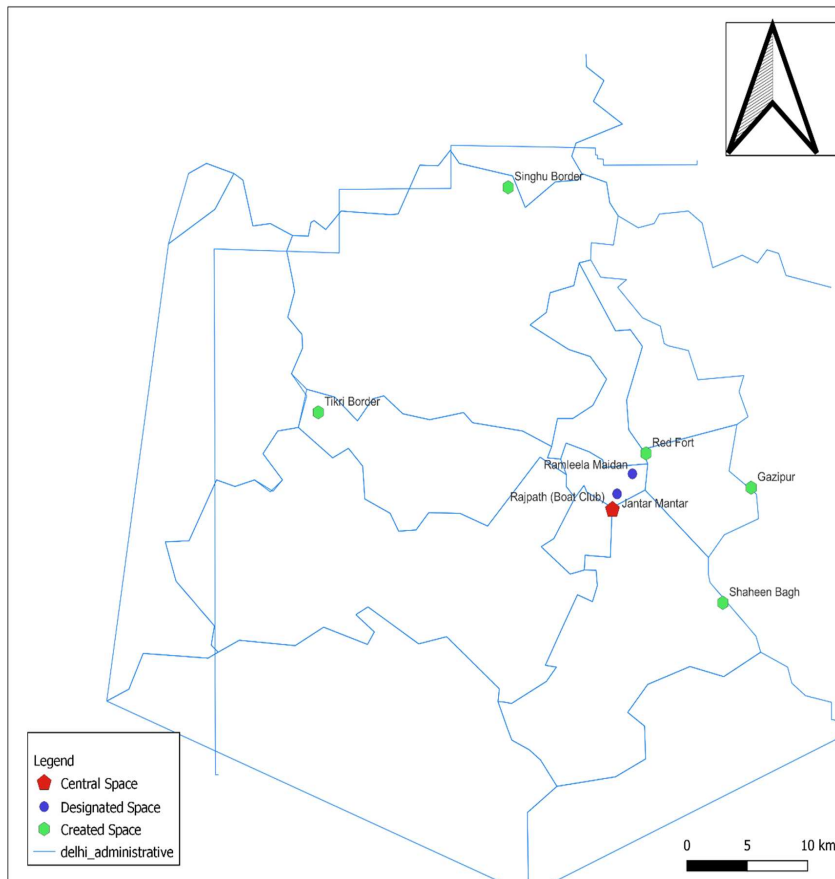 Singhu Border
Tikri Border
Red Fort
Ramleela Maidan
Gazipur
Rajpath (Boat Club)
Jantar Mantar
Shaheen Bagh
Legend
Central Space
Designated Space
Created Space
delhi_administrative
0 5 10 km